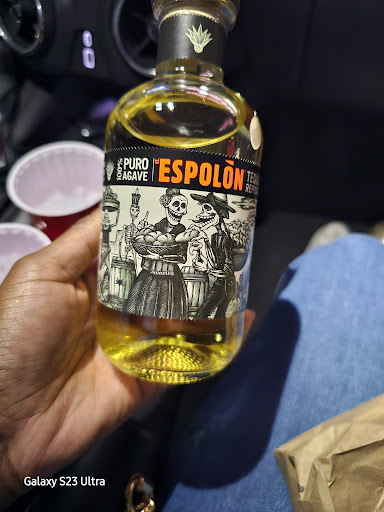 100% PURO
AGAVE
ESPOLÒN
Galaxy S23 Ultra